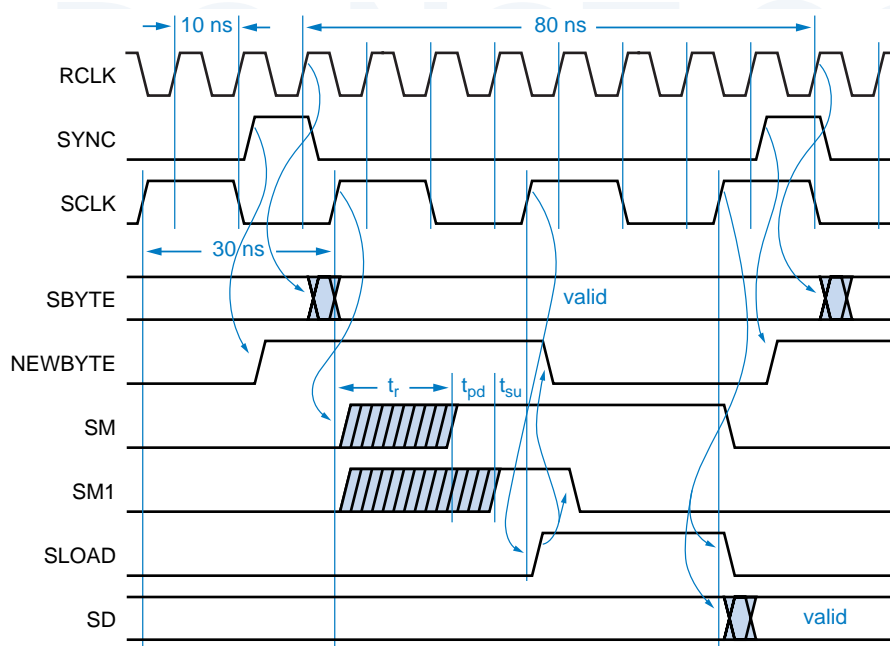 10 ns
80 ns
RCLK
SYNC
SCLK
30 ns
SBYTE
valid
NEWBYTE
tr tpd tsu
SM
SM1
SLOAD
SD
valid